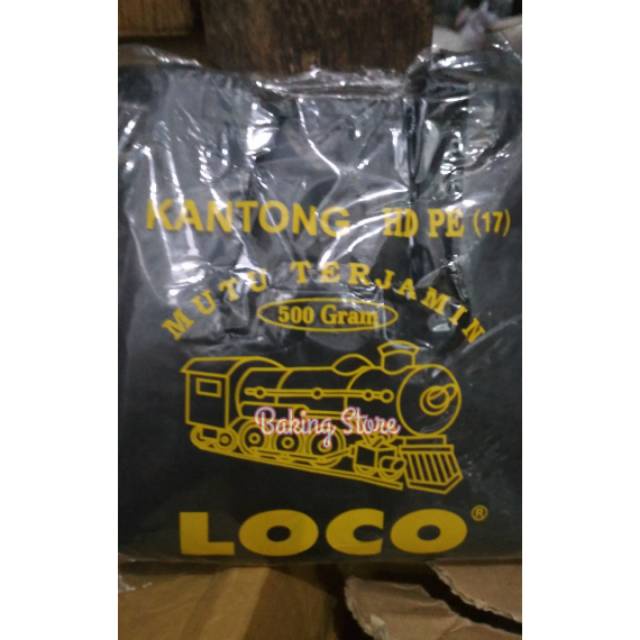 KANTONG HD PE (17)
MUTU TERJAMIN
500 Gram
Baking Store
LOCO ®